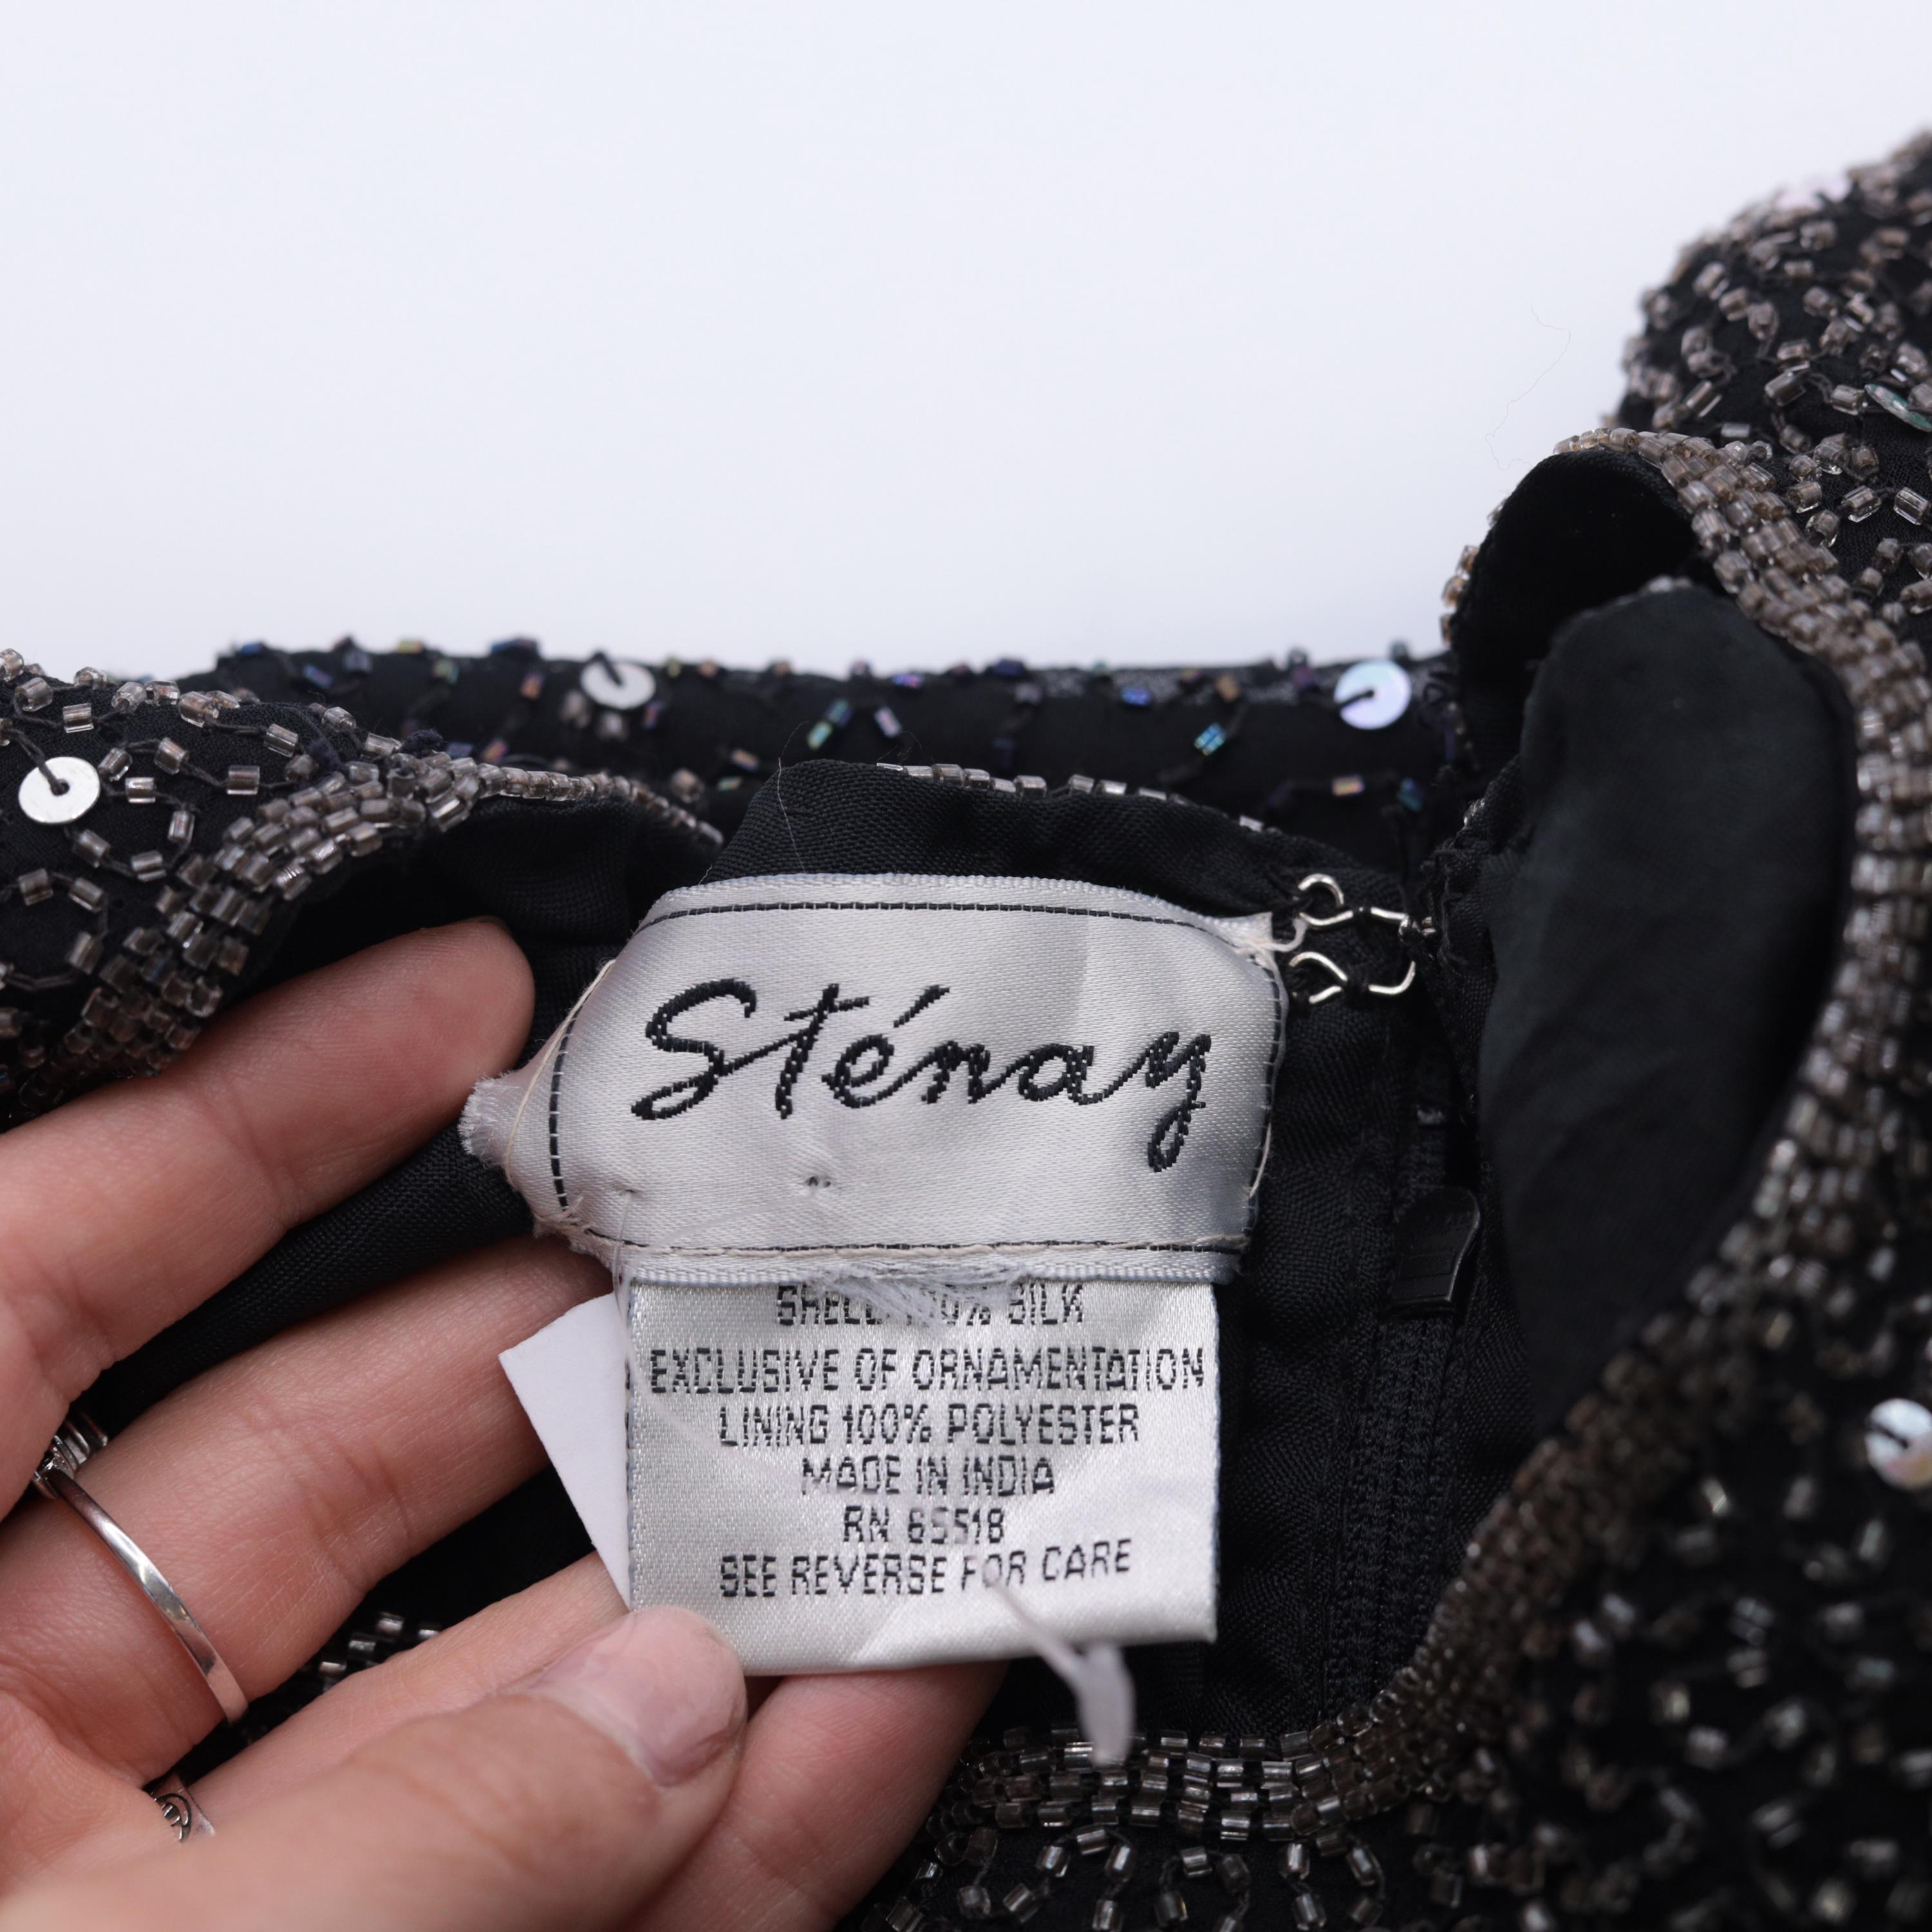 Sténay
SHELL 100% SILK
EXCLUSIVE OF ORNAMENTATION
LINING 100% POLYESTER
MADE IN INDIA
RN 65518
SEE REVERSE FOR CARE